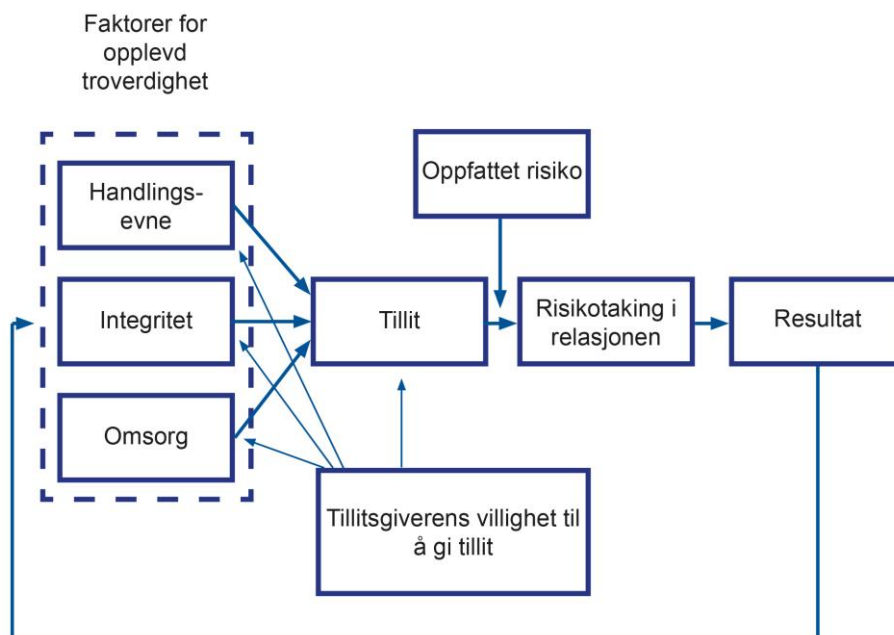 Faktorer for
opplevd
troverdighet
Handlings-
evne
Integritet
Omsorg
Oppfattet risiko
Tillit
Risikotaking i
relasjonen
Resultat
Tillitsgiverens villighet til
å gi tillit